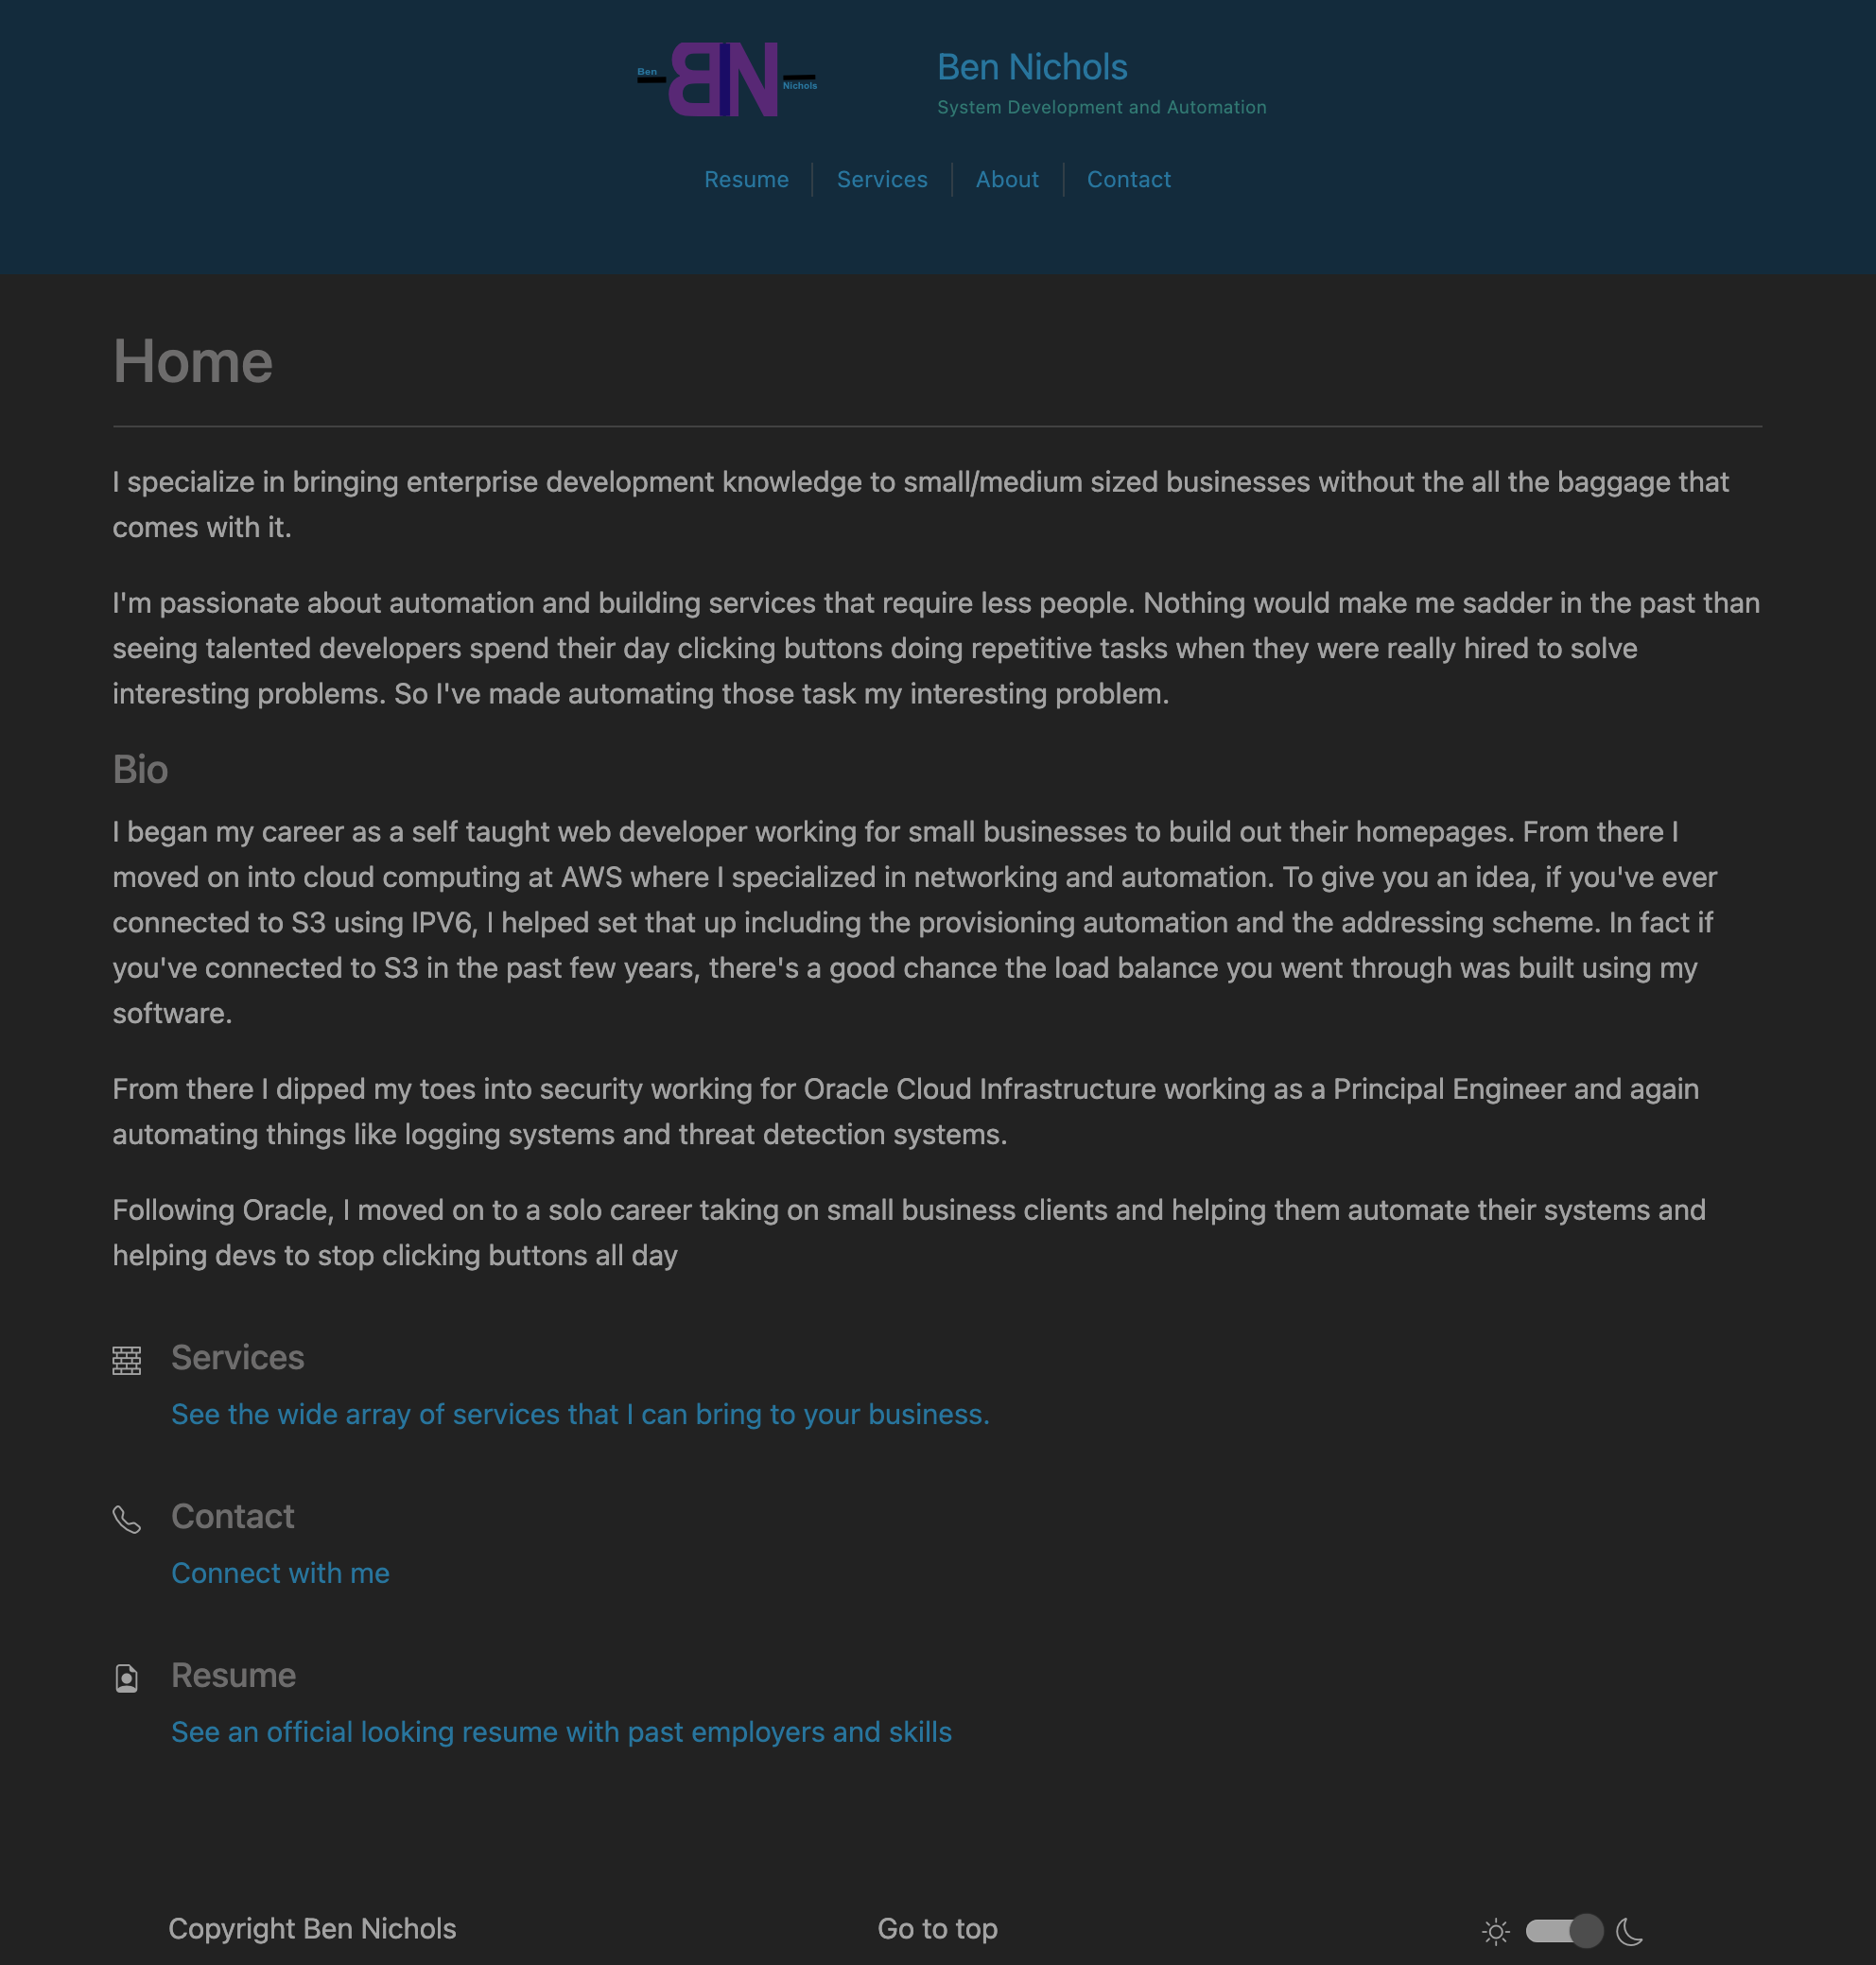 Ben
BN
Nichols
Ben Nichols
System Development and Automation
Resume
Services
About
Contact
Home
I specialize in bringing enterprise development knowledge to small/medium sized businesses without the all the baggage that
comes with it.
I'm passionate about automation and building services that require less people. Nothing would make me sadder in the past than
seeing talented developers spend their day clicking buttons doing repetitive tasks when they were really hired to solve
interesting problems. So I've made automating those task my interesting problem.
Bio
I began my career as a self taught web developer working for small businesses to build out their homepages. From there I
moved on into cloud computing at AWS where I specialized in networking and automation. To give you an idea, if you've ever
connected to S3 using IPV6, I helped set that up including the provisioning automation and the addressing scheme. In fact if
you've connected to S3 in the past few years, there's a good chance the load balance you went through was built using my
software.
From there I dipped my toes into security working for Oracle Cloud Infrastructure working as a Principal Engineer and again
automating things like logging systems and threat detection systems.
Following Oracle, I moved on to a solo career taking on small business clients and helping them automate their systems and
helping devs to stop clicking buttons all day
Services
See the wide array of services that I can bring to your business.
Contact
Connect with me
Resume
See an official looking resume with past employers and skills
Copyright Ben Nichols
Go to top